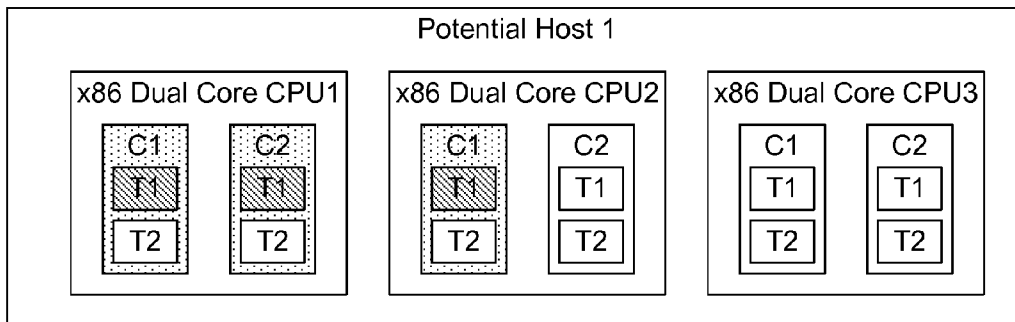 Potential Host 1
x86 Dual Core CPU1
C1
T1
T2
C2
T1
T2
x86 Dual Core CPU2
C1
T1
T2
C2
T1
T2
x86 Dual Core CPU3
C1
T1
T2
C2
T1
T2